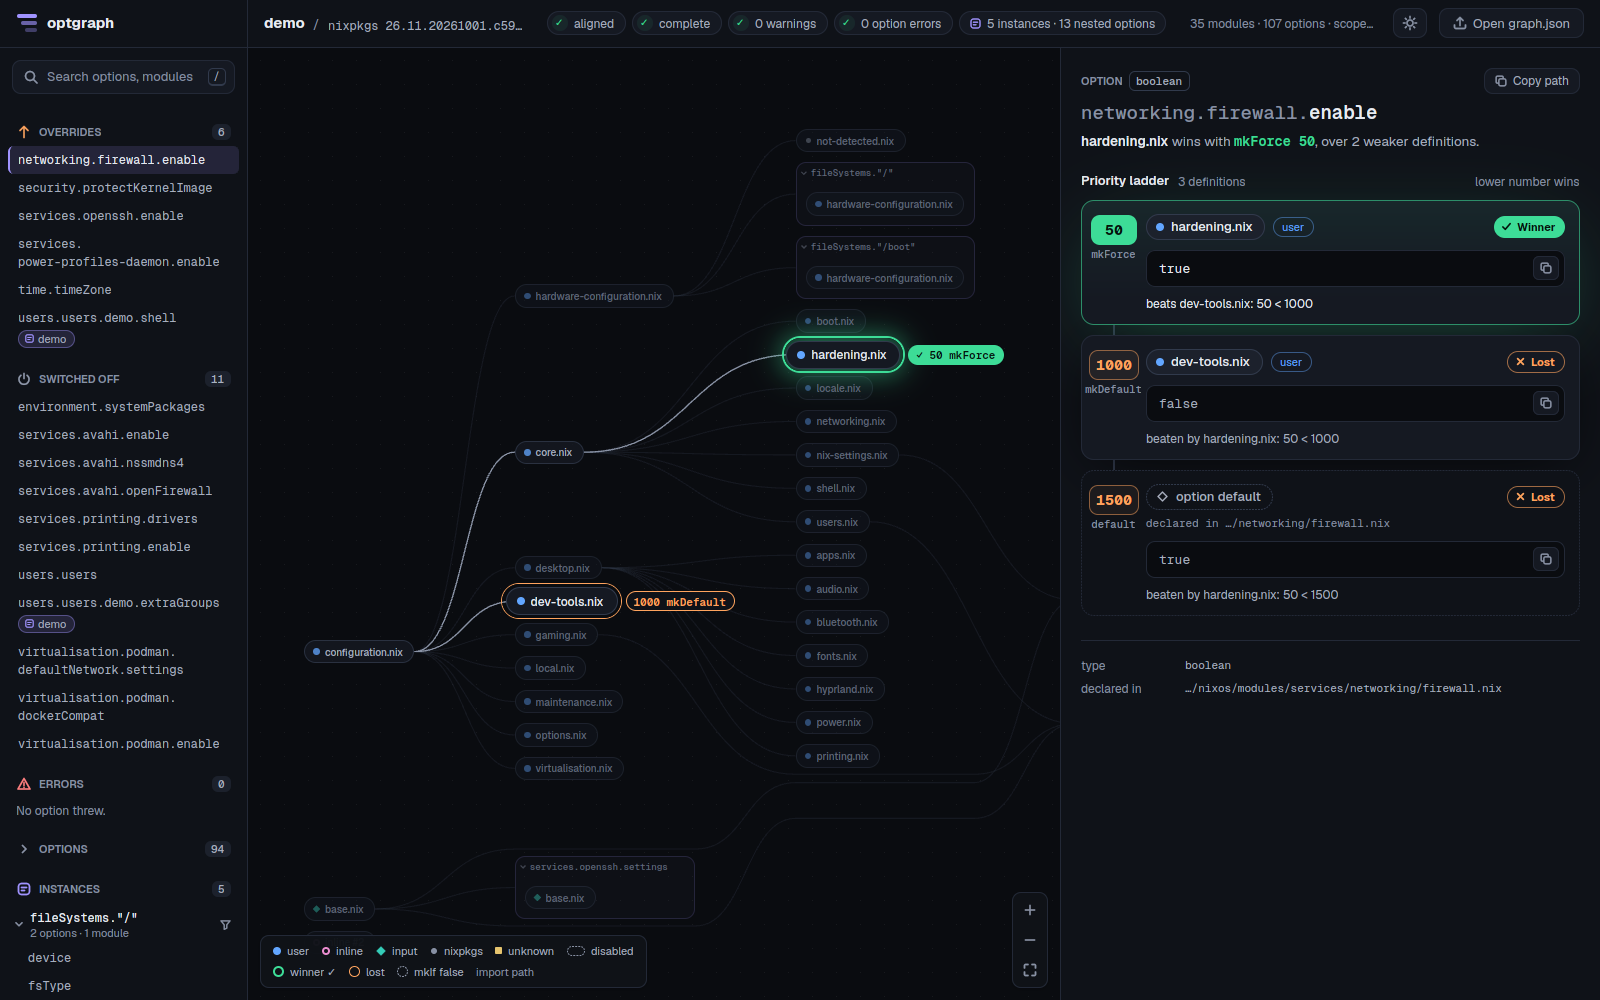 optgraph
demo / nixpkgs 26.11.20261001.c59…
✓ aligned
✓ complete
✓ 0 warnings
✓ 0 option errors
5 instances · 13 nested options
35 modules · 107 options · scope…
Open graph.json
Search options, modules /
OVERRIDES 6
networking.firewall.enable
security.protectKernelImage
services.openssh.enable
services.
power-profiles-daemon.enable
time.timeZone
users.users.demo.shell
demo
SWITCHED OFF 11
environment.systemPackages
services.avahi.enable
services.avahi.nssmdns4
services.avahi.openFirewall
services.printing.drivers
services.printing.enable
users.users
users.users.demo.extraGroups
demo
virtualisation.podman.
defaultNetwork.settings
virtualisation.podman.
dockerCompat
virtualisation.podman.enable
ERRORS 0
No option threw.
OPTIONS 94
INSTANCES 5
fileSystems."/"
2 options · 1 module
device
fsType
not-detected.nix
fileSystems."/"
hardware-configuration.nix
fileSystems."/boot"
hardware-configuration.nix
hardware-configuration.nix
boot.nix
hardening.nix
✓ 50 mkForce
locale.nix
networking.nix
core.nix
nix-settings.nix
shell.nix
users.nix
apps.nix
desktop.nix
audio.nix
dev-tools.nix
1000 mkDefault
bluetooth.nix
gaming.nix
configuration.nix
fonts.nix
local.nix
hyprland.nix
maintenance.nix
power.nix
options.nix
printing.nix
virtualisation.nix
services.openssh.settings
base.nix
base.nix
user
inline
input
nixpkgs
unknown
disabled
winner ✓
lost
mkIf false
import path
OPTION boolean
Copy path
networking.firewall.enable
hardening.nix wins with mkForce 50, over 2 weaker definitions.
Priority ladder 3 definitions
lower number wins
50
mkForce
hardening.nix user
✓ Winner
true
beats dev-tools.nix: 50 < 1000
1000
mkDefault
dev-tools.nix user
✕ Lost
false
beaten by hardening.nix: 50 < 1000
1500
default
option default
✕ Lost
declared in …/networking/firewall.nix
true
beaten by hardening.nix: 50 < 1500
type boolean
declared in …/nixos/modules/services/networking/firewall.nix